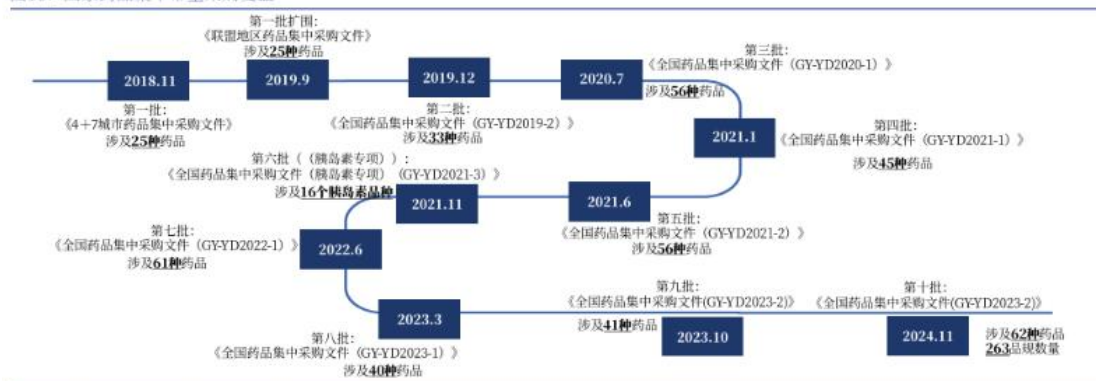 第一批扩围:
《联盟地区药品集中采购文件》
涉及25种药品
2018.11
2019.9
2019.12
2020.7
第三批:
《全国药品集中采购文件（GY-YD2020-1）》
涉及56种药品
第一批:
《4+7城市药品集中采购文件》
涉及25种药品
第二批:
《全国药品集中采购文件（GY-YD2019-2）》
涉及33种药品
2021.1
第四批:
《全国药品集中采购文件（GY-YD2021-1）》
涉及45种药品
第六批（（胰岛素专项））:
《全国药品集中采购文件（胰岛素专项）（GY-YD2021-3）》
涉及16个胰岛素品种
2021.11
2021.6
第五批:
《全国药品集中采购文件（GY-YD2021-2）》
涉及56种药品
第七批:
《全国药品集中采购文件（GY-YD2022-1）》
涉及61种药品
2022.6
2023.3
第八批:
《全国药品集中采购文件（GY-YD2023-1）》
涉及40种药品
第九批:
《全国药品集中采购文件(GY-YD2023-2)》
涉及41种药品
2023.10
第十批:
《全国药品集中采购文件(GY-YD2023-2)》
2024.11
涉及62种药品
263品规数量